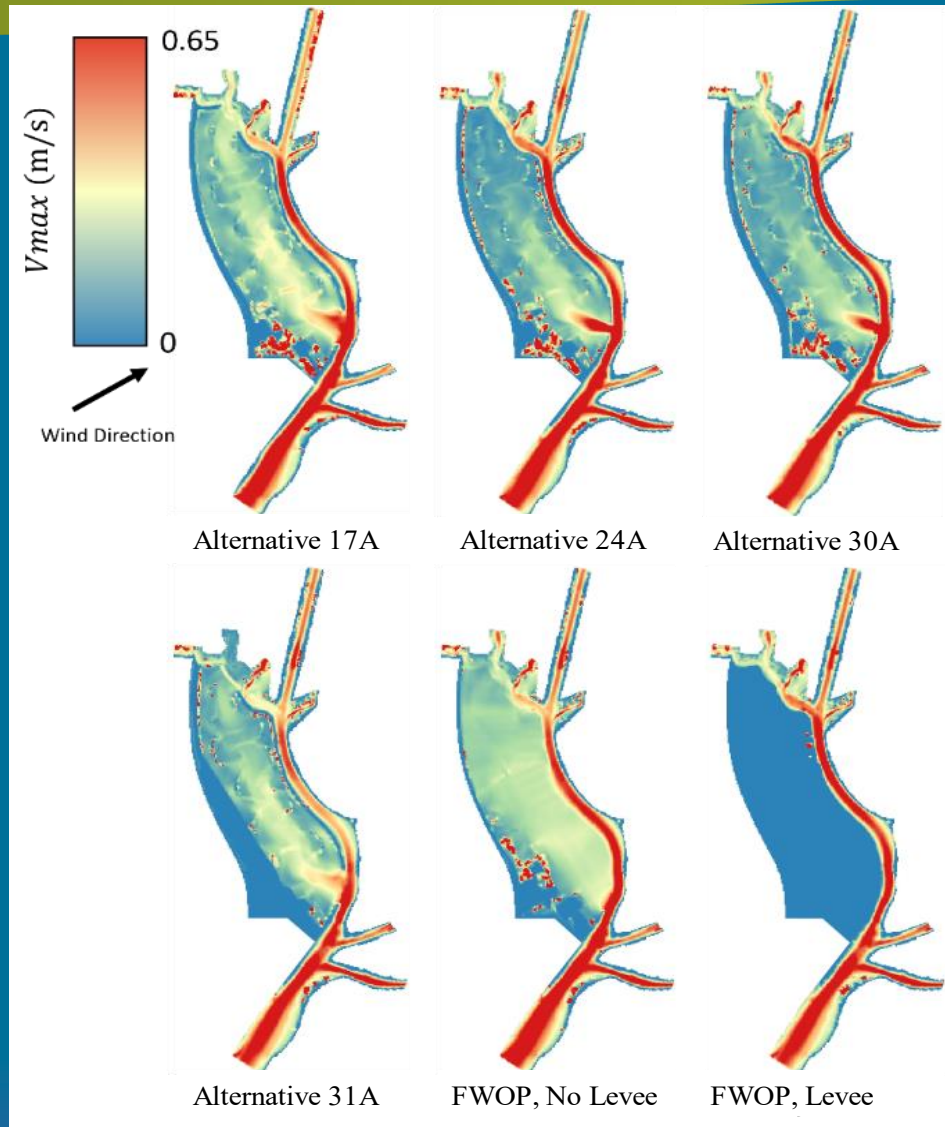 0.65
Vmax (m/s)
0
Wind Direction
Alternative 17A
Alternative 24A
Alternative 30A
Alternative 31A
FWOP, No Levee
FWOP, Levee